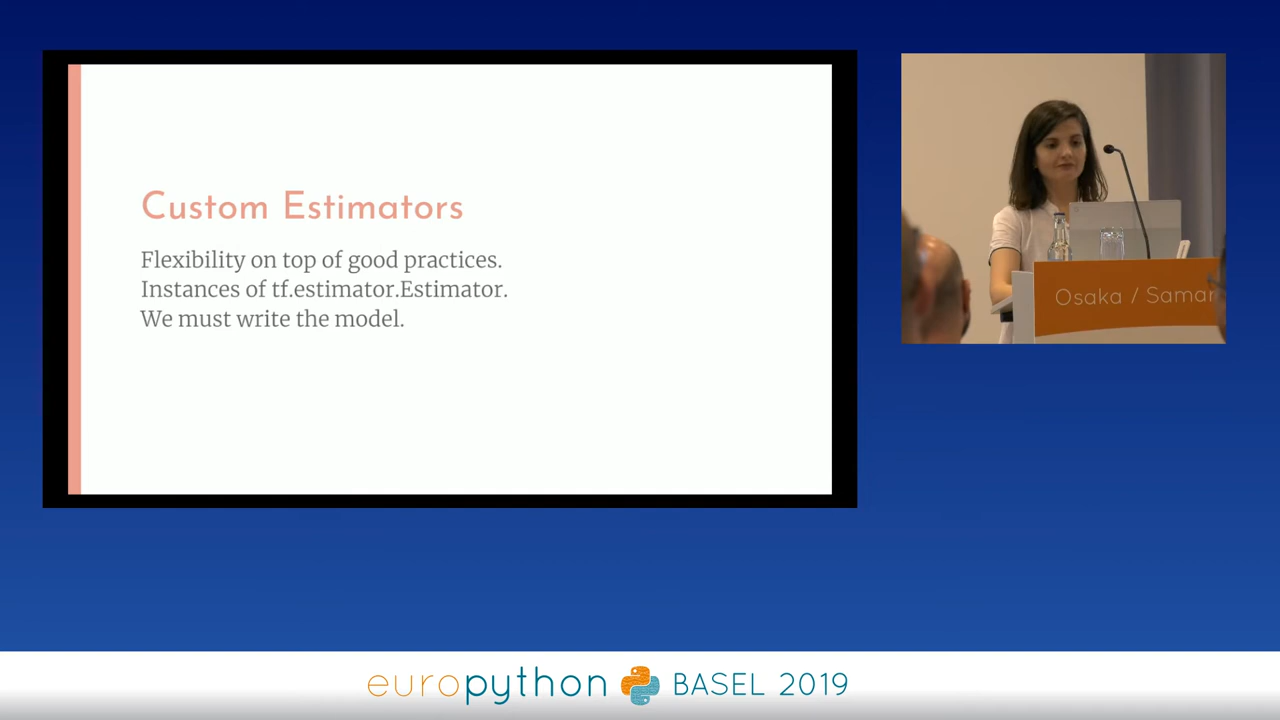 Custom Estimators
Flexibility on top of good practices.
Instances of tf.estimator.Estimator.
We must write the model.
Osaka / Samar
europython BASEL 2019